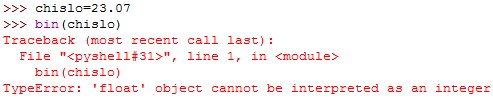 >>> chislo=23.07
>>> bin(chislo)
Traceback (most recent call last):
  File "<pyshell#31>", line 1, in <module>
    bin(chislo)
TypeError: 'float' object cannot be interpreted as an integer